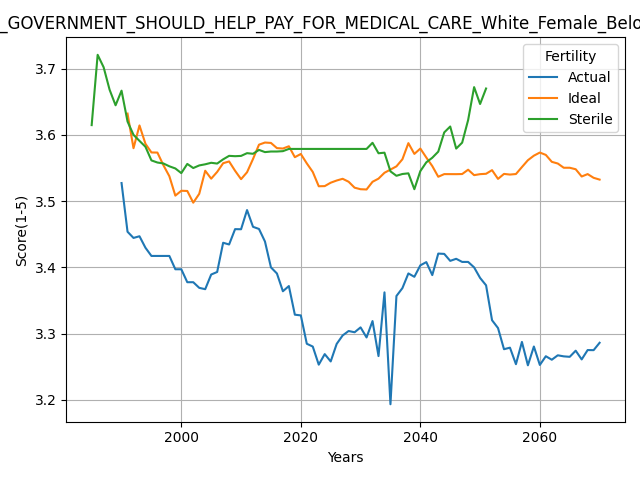 _GOVERNMENT_SHOULD_HELP_PAY_FOR_MEDICAL_CARE_White_Female_Belo
Fertility
Actual
Ideal
Sterile
3.7
3.6
3.5
3.4
3.3
3.2
Score(1-5)
2000 2020 2040 2060
Years